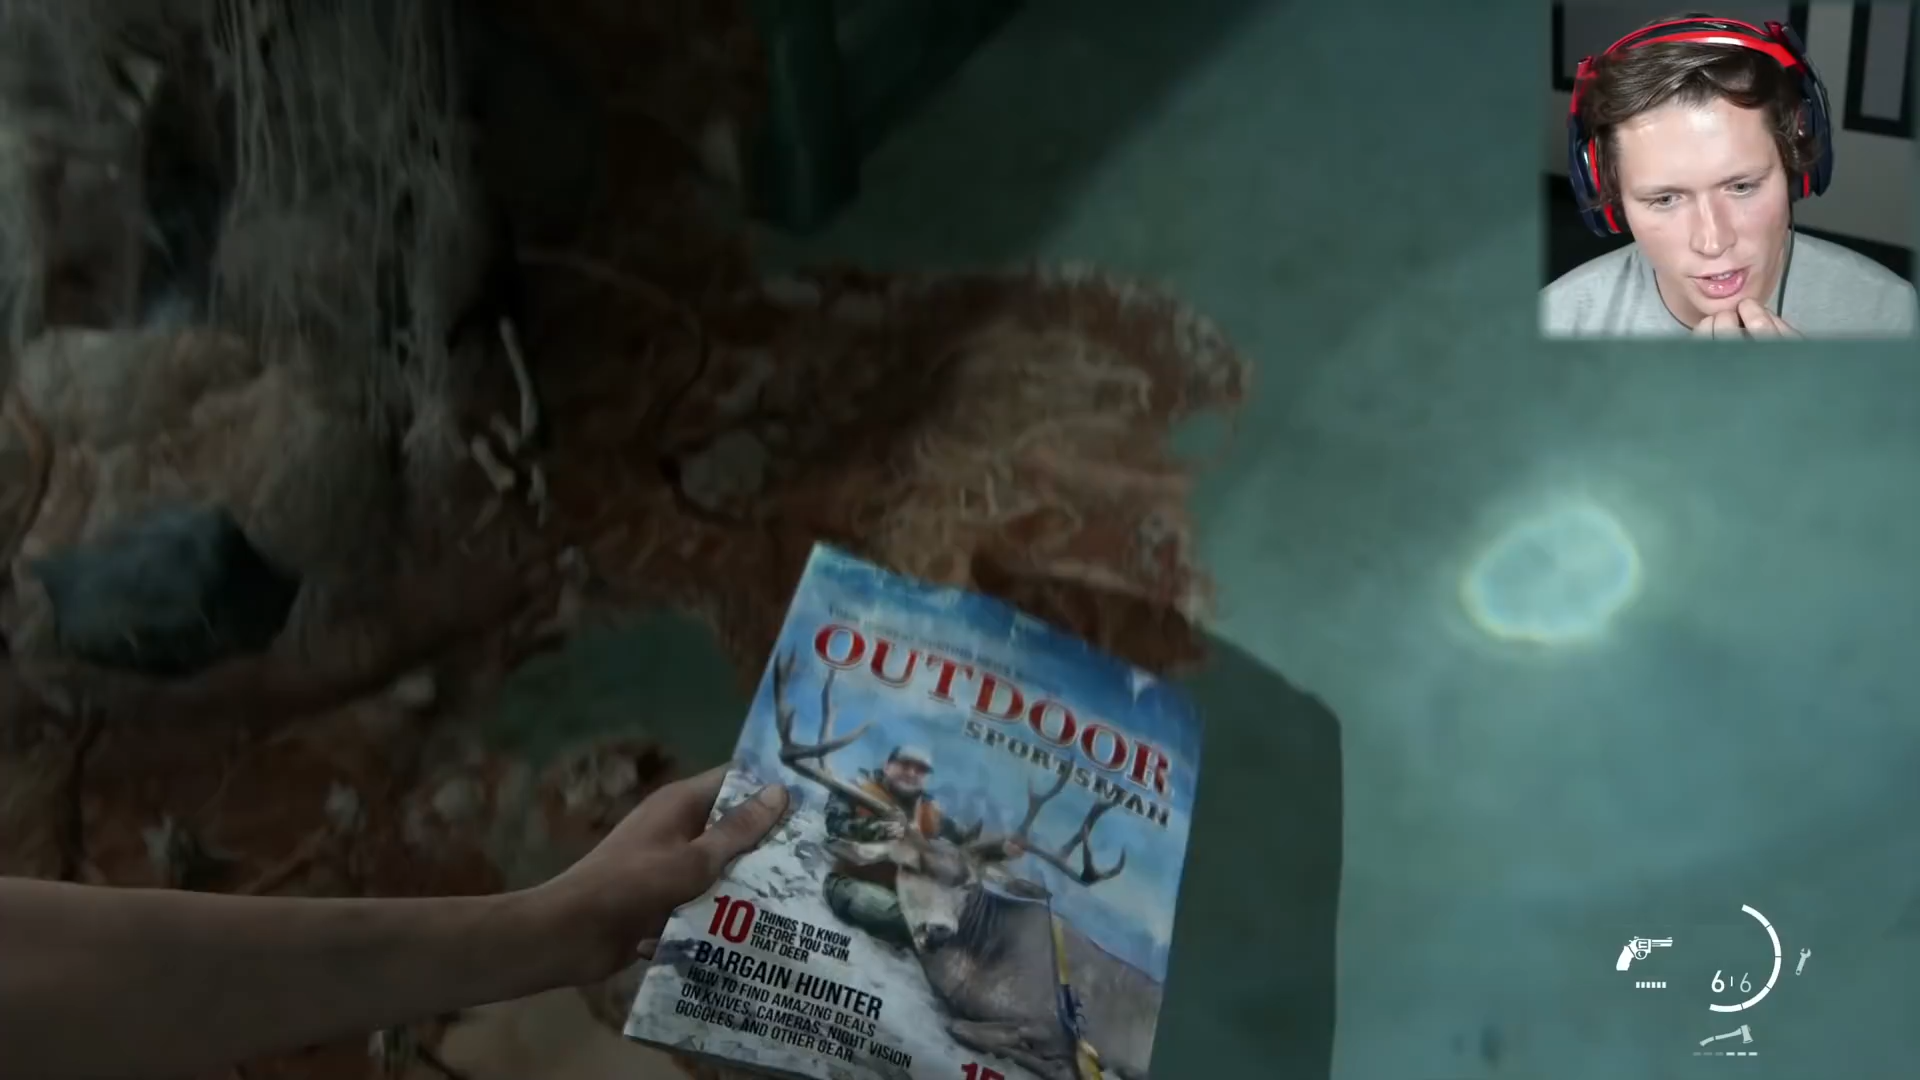 OUTDOOR
SPORTSMAN
10 THINGS TO KNOW
BEFORE YOU SKIN
THAT DEER
BARGAIN HUNTER
HOW TO FIND AMAZING DEALS
ON KNIVES, CAMERAS, NIGHT VISION
GOGGLES, AND OTHER GEAR
6 6